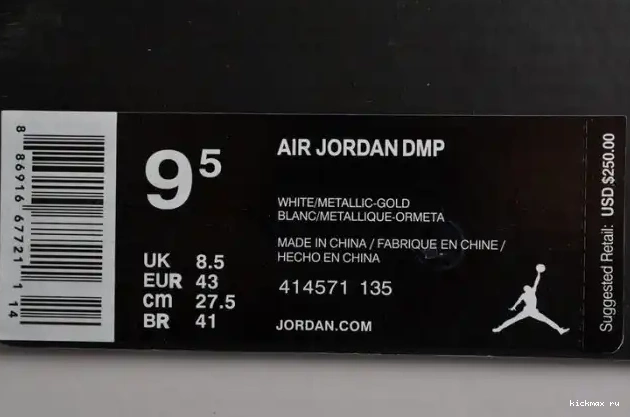 8 86916 67721 1 14
9⁵
UK 8.5
EUR 43
cm 27.5
BR 41
AIR JORDAN DMP
WHITE/METALLIC-GOLD
BLANC/METALLIQUE-ORMETA
MADE IN CHINA / FABRIQUE EN CHINE /
HECHO EN CHINA
414571 135
JORDAN.COM
Suggested Retail: USD $250.00
kickmax ru